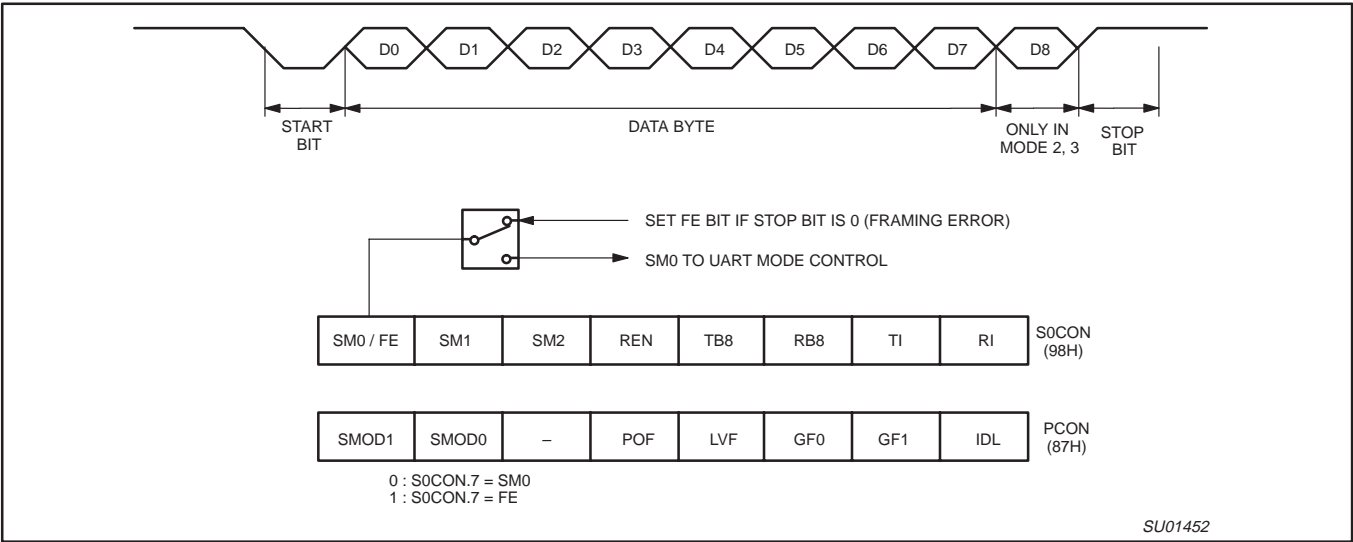 D0 D1 D2 D3 D4 D5 D6 D7 D8
START
BIT
DATA BYTE
ONLY IN
MODE 2, 3
STOP
BIT
SET FE BIT IF STOP BIT IS 0 (FRAMING ERROR)
SM0 TO UART MODE CONTROL
SM0 / FE SM1 SM2 REN TB8 RB8 TI RI
S0CON
(98H)
SMOD1 SMOD0 – POF LVF GF0 GF1 IDL
PCON
(87H)
0 : S0CON.7 = SM0
1 : S0CON.7 = FE
SU01452